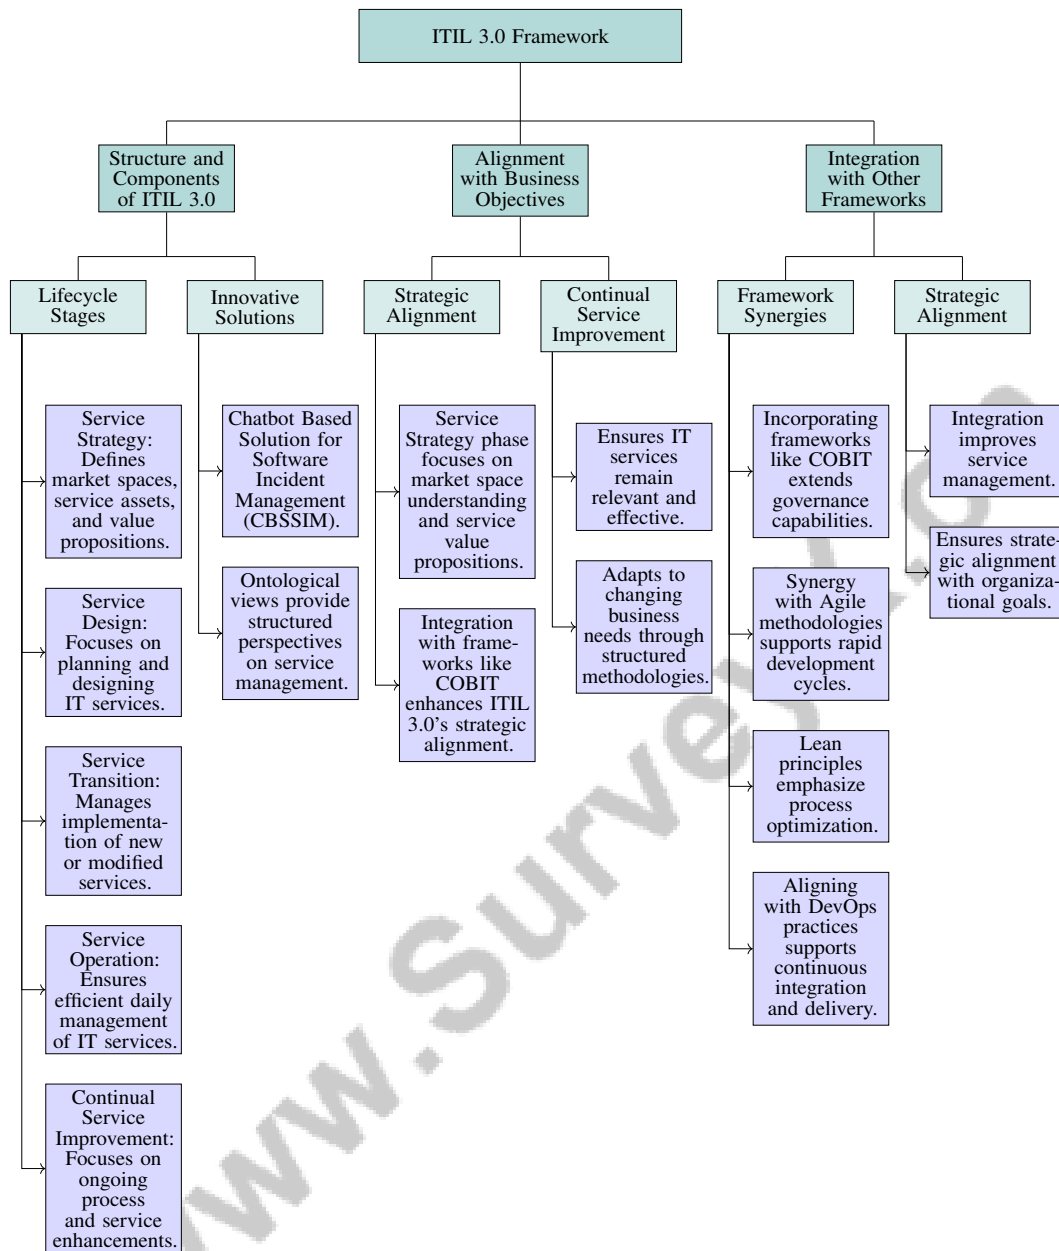 ITIL 3.0 Framework
Structure and
Components
of ITIL 3.0
Alignment
with Business
Objectives
Integration
with Other
Frameworks
Lifecycle
Stages
Innovative
Solutions
Strategic
Alignment
Continual
Service
Improvement
Framework
Synergies
Strategic
Alignment
Service
Strategy:
Defines
market spaces,
service assets,
and value
propositions.
Service
Design:
Focuses on
planning and
designing
IT services.
Service
Transition:
Manages
implementa-
tion of new
or modified
services.
Service
Operation:
Ensures
efficient daily
management
of IT services.
Continual
Service
Improvement:
Focuses on
ongoing
process
and service
enhancements.
Chatbot Based
Solution for
Software
Incident
Management
(CBSSIM).
Ontological
views provide
structured
perspectives
on service
management.
Service
Strategy phase
focuses on
market space
understanding
and service
value
propositions.
Integration
with frame-
works like
COBIT
enhances ITIL
3.0's strategic
alignment.
Ensures IT
services
remain
relevant and
effective.
Adapts to
changing
business
needs through
structured
methodologies.
Incorporating
frameworks
like COBIT
extends
governance
capabilities.
Synergy
with Agile
methodologies
supports rapid
development
cycles.
Lean
principles
emphasize
process
optimization.
Aligning
with DevOps
practices
supports
continuous
integration
and delivery.
Integration
improves
service
management.
Ensures strate-
gic alignment
with organiza-
tional goals.